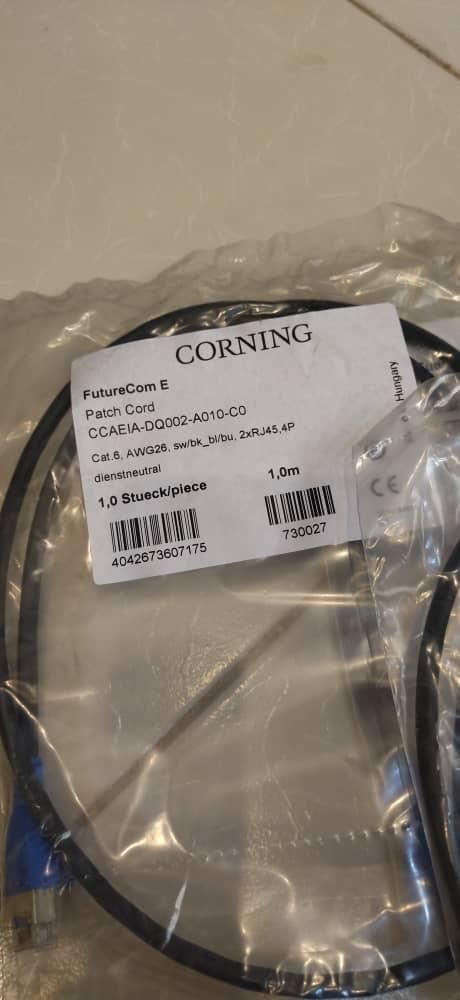 CORNING
FutureCom E
Patch Cord
CCAEIA-DQ002-A010-C0
Cat.6, AWG26, sw/bk_bl/bu, 2xRJ45,4P
dienstneutral
1,0 Stueck/piece 1,0m
4042673607175 730027
Hungary
CE